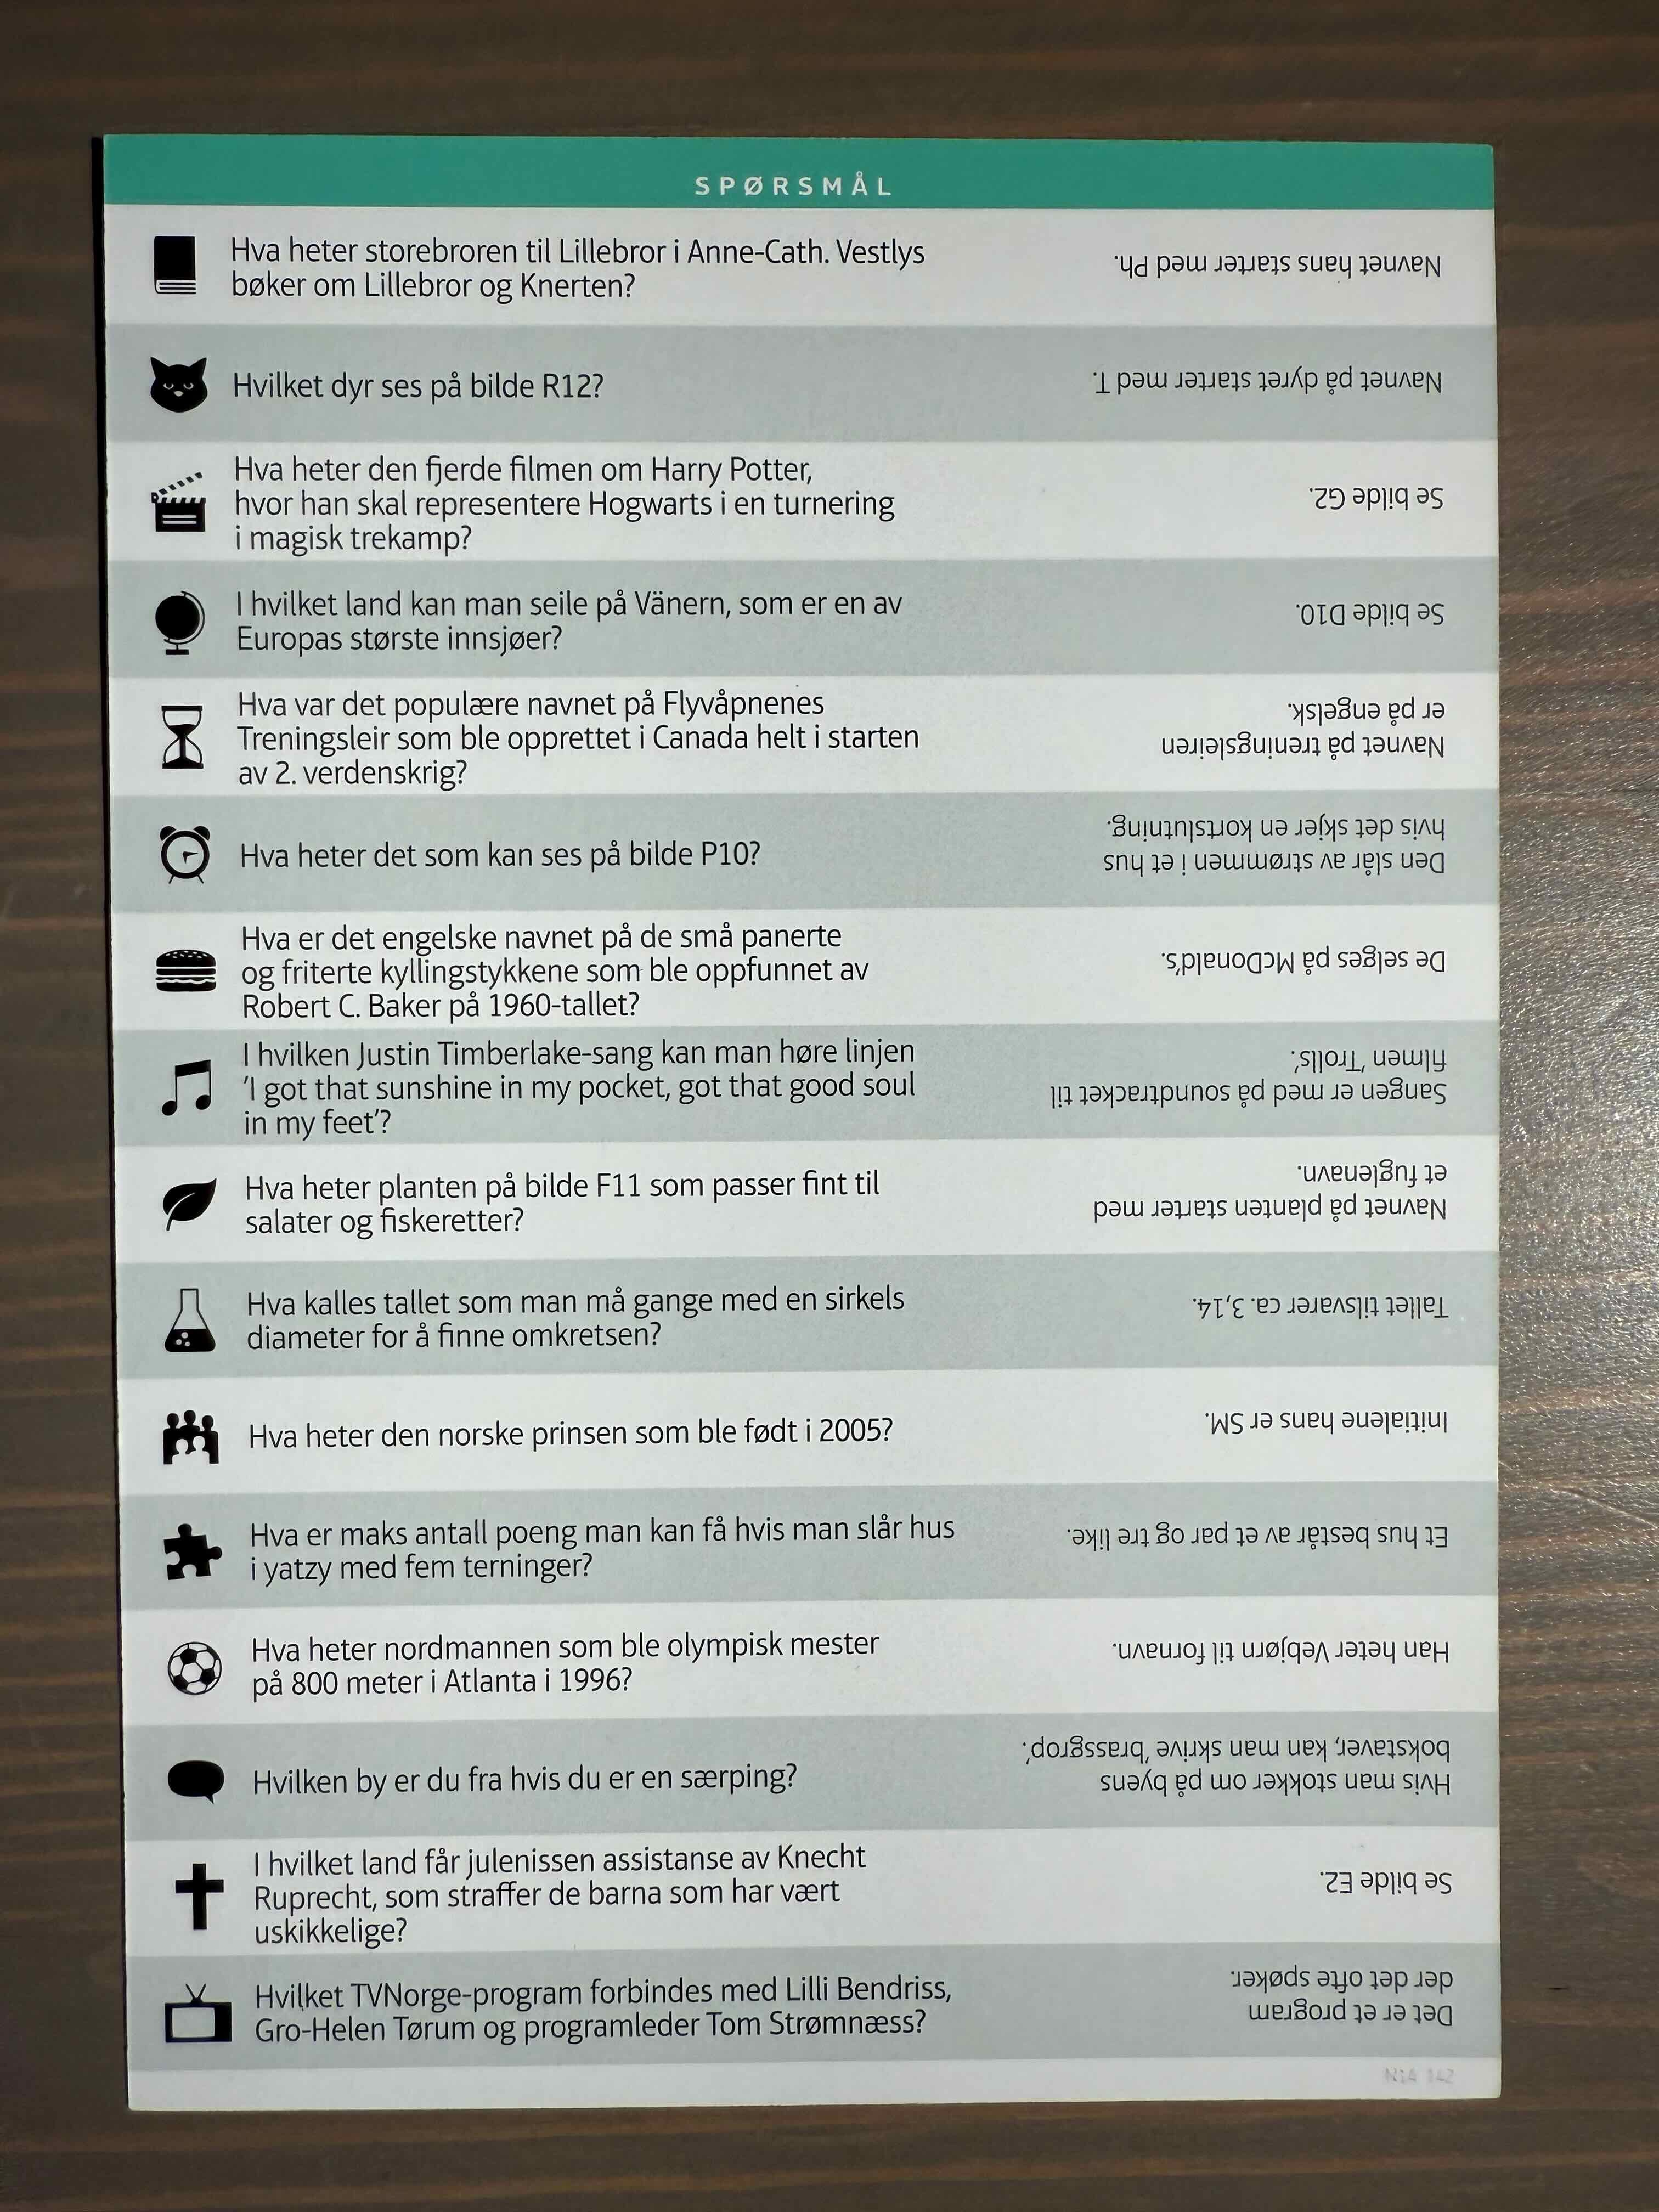 SPØRSMÅL
Hva heter storebroren til Lillebror i Anne-Cath. Vestlys
bøker om Lillebror og Knerten?
Navnet hans starter med Ph.
Hvilket dyr ses på bilde R12?
Navnet på dyret starter med T.
Hva heter den fjerde filmen om Harry Potter,
hvor han skal representere Hogwarts i en turnering
i magisk trekamp?
Se bilde G2.
I hvilket land kan man seile på Vänern, som er en av
Europas største innsjøer?
Se bilde D10.
Hva var det populære navnet på Flyvåpnenes
Treningsleir som ble opprettet i Canada helt i starten
av 2. verdenskrig?
Navnet på treningsleiren
er på engelsk.
Hva heter det som kan ses på bilde P10?
Den slår av strømmen i et hus
hvis det skjer en kortslutning.
Hva er det engelske navnet på de små panerte
og friterte kyllingstykkene som ble oppfunnet av
Robert C. Baker på 1960-tallet?
De selges på McDonald's.
I hvilken Justin Timberlake-sang kan man høre linjen
'I got that sunshine in my pocket, got that good soul
in my feet'?
Sangen er med på soundtracket til
filmen 'Trolls'.
Hva heter planten på bilde F11 som passer fint til
salater og fiskeretter?
Navnet på planten starter med
et fuglenavn.
Hva kalles tallet som man må gange med en sirkels
diameter for å finne omkretsen?
Tallet tilsvarer ca. 3,14.
Hva heter den norske prinsen som ble født i 2005?
Initialene hans er SM.
Hva er maks antall poeng man kan få hvis man slår hus
i yatzy med fem terninger?
Et hus består av et par og tre like.
Hva heter nordmannen som ble olympisk mester
på 800 meter i Atlanta i 1996?
Han heter Vebjørn til fornavn.
Hvilken by er du fra hvis du er en særping?
Hvis man stokker om på byens
bokstaver, kan man skrive 'brassgrop'.
I hvilket land får julenissen assistanse av Knecht
Ruprecht, som straffer de barna som har vært
uskikkelige?
Se bilde E2.
Hvilket TVNorge-program forbindes med Lilli Bendriss,
Gro-Helen Tørum og programleder Tom Strømnæss?
Det er et program
der det ofte spøker.
N1A 142